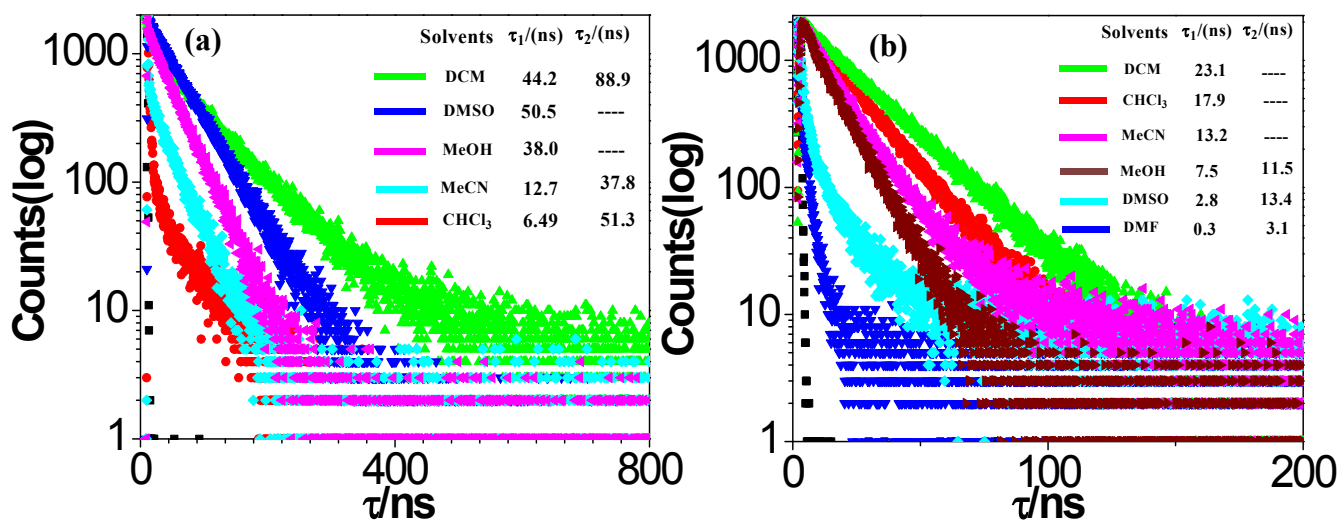 (a)
Solvents τ₁/(ns) τ₂/(ns)
DCM 44.2 88.9
DMSO 50.5 ----
MeOH 38.0 ----
MeCN 12.7 37.8
CHCl₃ 6.49 51.3
1000
100
10
1
Counts(log)
0 400 800
τ/ns
(b)
Solvents τ₁/(ns) τ₂/(ns)
DCM 23.1 ----
CHCl₃ 17.9 ----
MeCN 13.2 ----
MeOH 7.5 11.5
DMSO 2.8 13.4
DMF 0.3 3.1
1000
100
10
1
Counts(log)
0 100 200
τ/ns